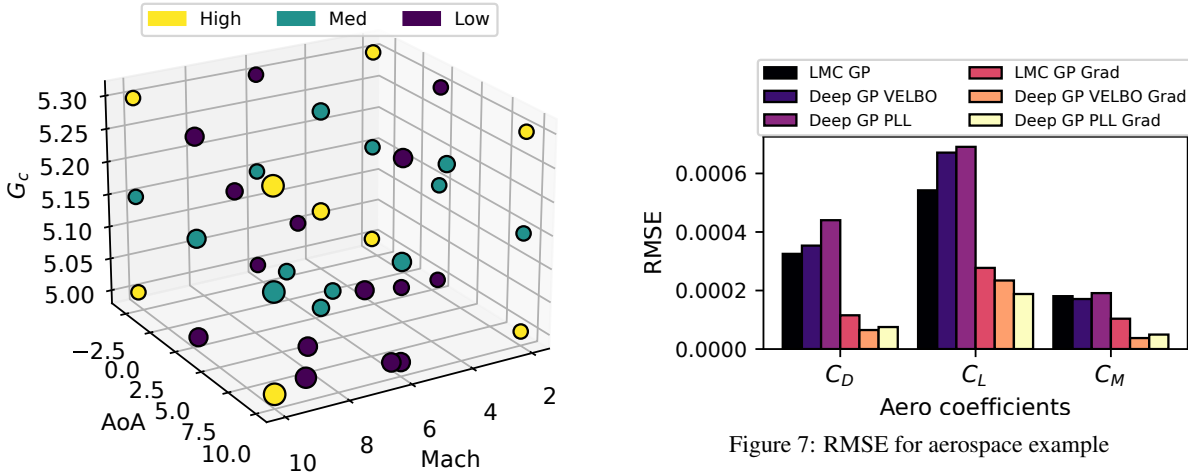 High Med Low
5.30
5.25
5.20
5.15
5.10
5.05
5.00
G_c
−2.5
0.0
2.5
5.0
7.5
10.0
AoA
10
8
6
4
2
Mach
LMC GP LMC GP Grad
Deep GP VELBO Deep GP VELBO Grad
Deep GP PLL Deep GP PLL Grad
0.0006
0.0004
0.0002
0.0000
RMSE
C_D C_L C_M
Aero coefficients
Figure 7: RMSE for aerospace example